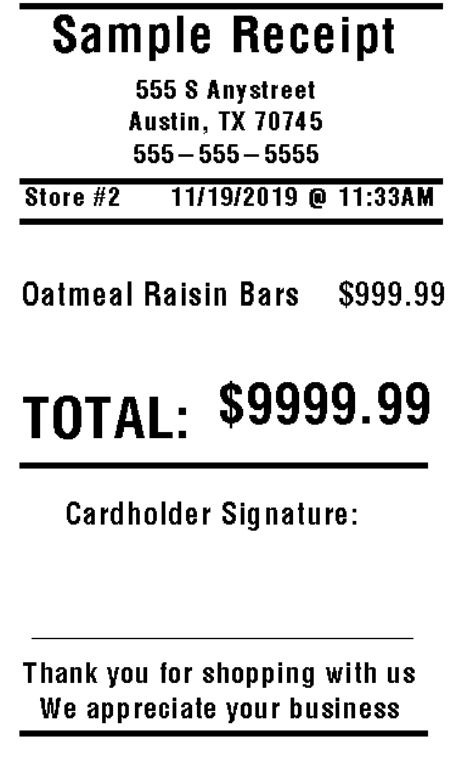 Sample Receipt
555 S Anystreet
Austin, TX 70745
555-555-5555
Store #2 11/19/2019 @ 11:33AM
Oatmeal Raisin Bars $999.99
TOTAL: $9999.99
Cardholder Signature:
Thank you for shopping with us
We appreciate your business